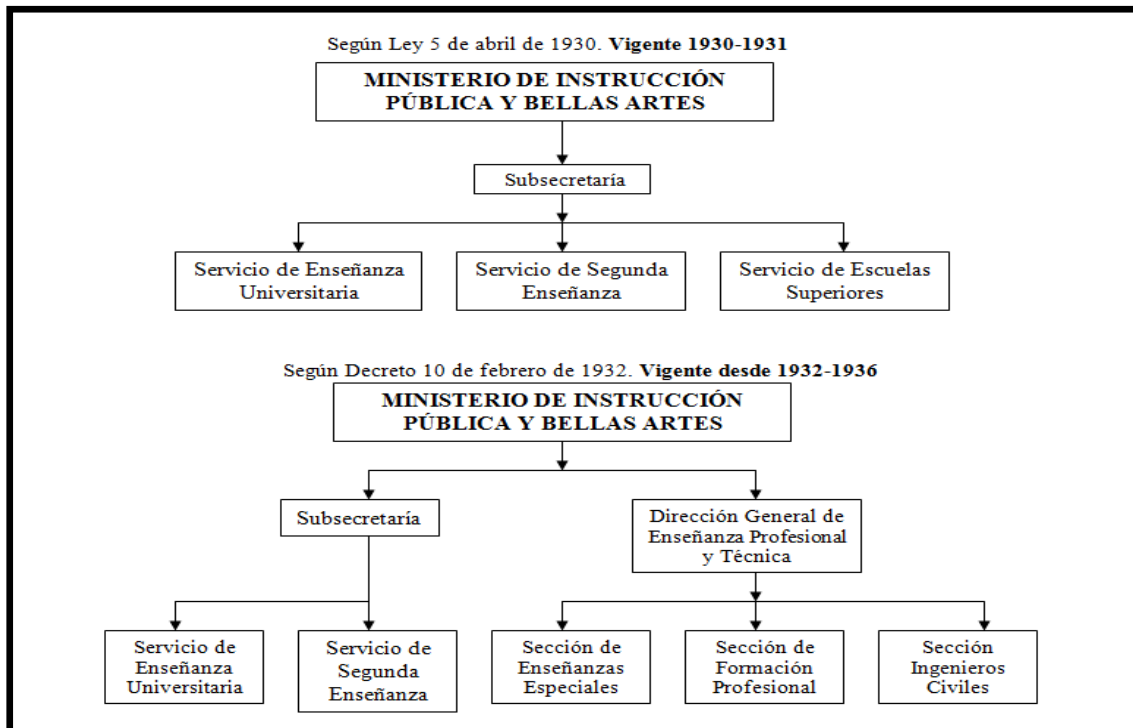 Según Ley 5 de abril de 1930. Vigente 1930-1931
MINISTERIO DE INSTRUCCIÓN
PÚBLICA Y BELLAS ARTES
Subsecretaría
Servicio de Enseñanza
Universitaria
Servicio de Segunda
Enseñanza
Servicio de Escuelas
Superiores
Según Decreto 10 de febrero de 1932. Vigente desde 1932-1936
MINISTERIO DE INSTRUCCIÓN
PÚBLICA Y BELLAS ARTES
Subsecretaría
Dirección General de
Enseñanza Profesional
y Técnica
Servicio de
Enseñanza
Universitaria
Servicio de
Segunda
Enseñanza
Sección de
Enseñanzas
Especiales
Sección de
Formación
Profesional
Sección
Ingenieros
Civiles